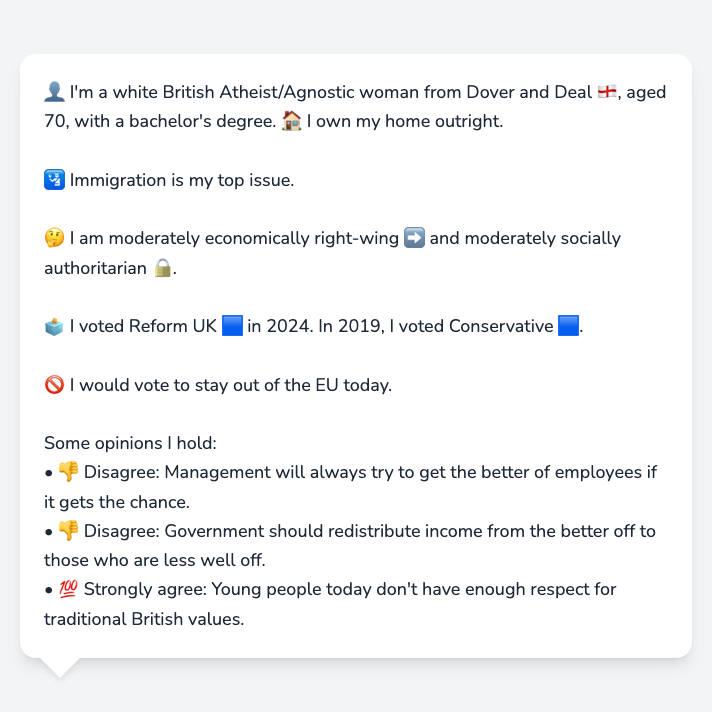 👤 I'm a white British Atheist/Agnostic woman from Dover and Deal 🏴󠁧󠁢󠁥󠁮󠁧󠁿, aged
70, with a bachelor's degree. 🏠 I own my home outright.
🛂 Immigration is my top issue.
🤔 I am moderately economically right-wing ➡️ and moderately socially
authoritarian 🔒.
🗳️ I voted Reform UK 🟦 in 2024. In 2019, I voted Conservative 🟦.
🚫 I would vote to stay out of the EU today.
Some opinions I hold:
• 👎 Disagree: Management will always try to get the better of employees if
it gets the chance.
• 👎 Disagree: Government should redistribute income from the better off to
those who are less well off.
• 💯 Strongly agree: Young people today don't have enough respect for
traditional British values.